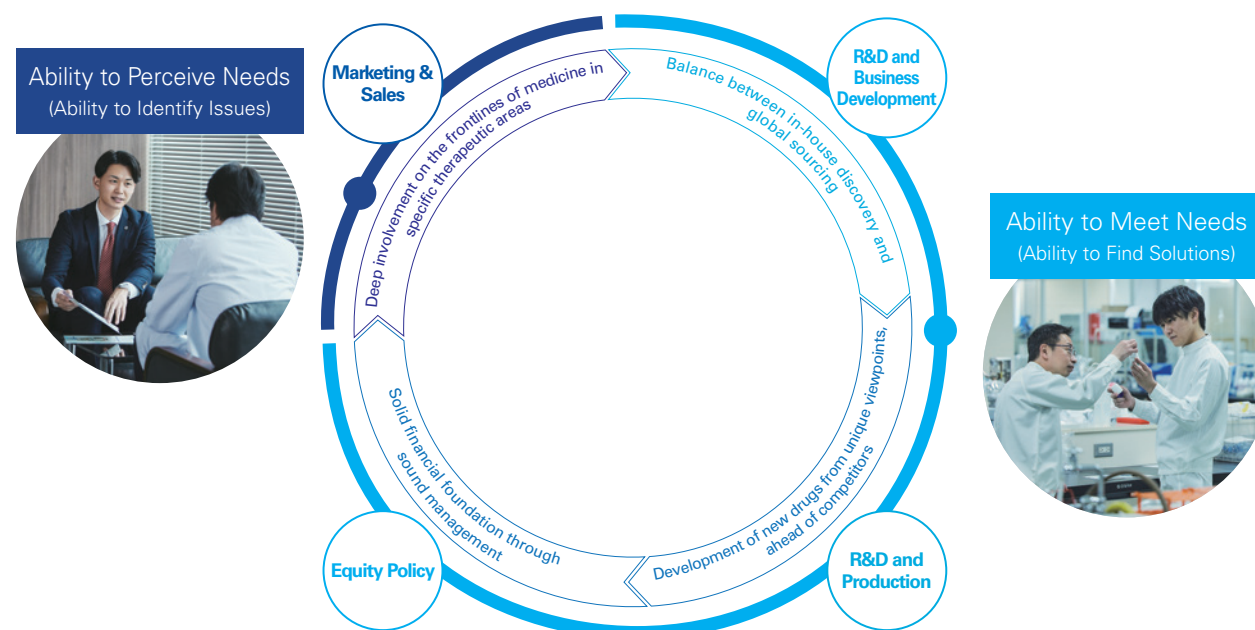 Ability to Perceive Needs
(Ability to Identify Issues)
Marketing &
Sales
Deep involvement on the frontlines of medicine in
specific therapeutic areas
R&D and
Business
Development
Balance between in-house discovery and
global sourcing
Ability to Meet Needs
(Ability to Find Solutions)
Development of new drugs from unique viewpoints,
ahead of competitors
R&D and
Production
Solid financial foundation through
sound management
Equity Policy